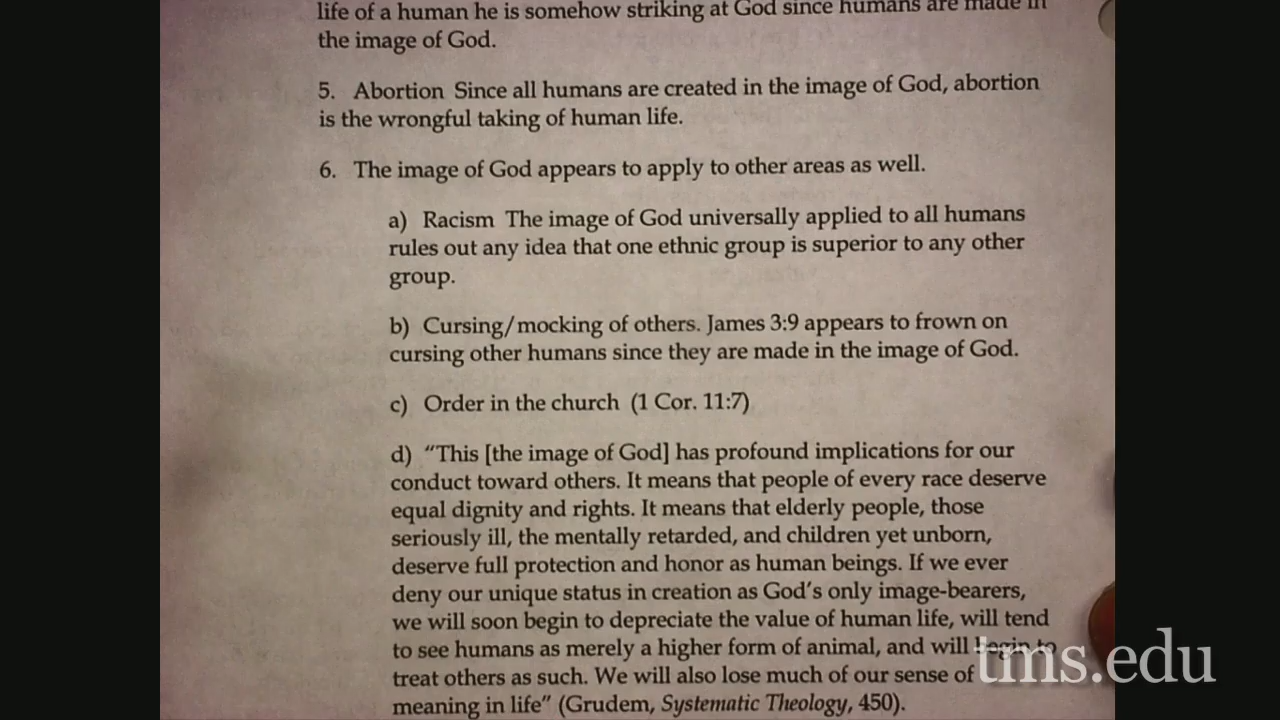 life of a human he is somehow striking at God since humans are made in
the image of God.
5. Abortion Since all humans are created in the image of God, abortion
is the wrongful taking of human life.
6. The image of God appears to apply to other areas as well.
a) Racism The image of God universally applied to all humans
rules out any idea that one ethnic group is superior to any other
group.
b) Cursing/mocking of others. James 3:9 appears to frown on
cursing other humans since they are made in the image of God.
c) Order in the church (1 Cor. 11:7)
d) “This [the image of God] has profound implications for our
conduct toward others. It means that people of every race deserve
equal dignity and rights. It means that elderly people, those
seriously ill, the mentally retarded, and children yet unborn,
deserve full protection and honor as human beings. If we ever
deny our unique status in creation as God’s only image-bearers,
we will soon begin to depreciate the value of human life, will tend
to see humans as merely a higher form of animal, and will begin to
treat others as such. We will also lose much of our sense of
meaning in life” (Grudem, Systematic Theology, 450).
tms.edu